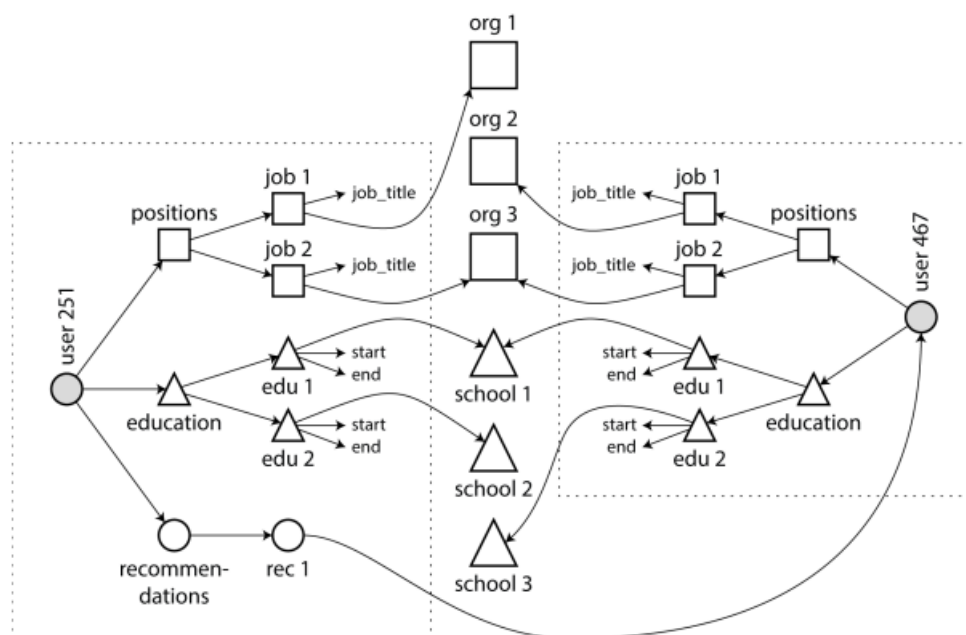 org 1
org 2
org 3
user 251
positions
job 1
job_title
job 2
job_title
education
edu 1
start
end
edu 2
start
end
recommen-
dations
rec 1
school 1
school 2
school 3
job 1
job_title
job 2
job_title
positions
user 467
start
end
edu 1
start
end
edu 2
education